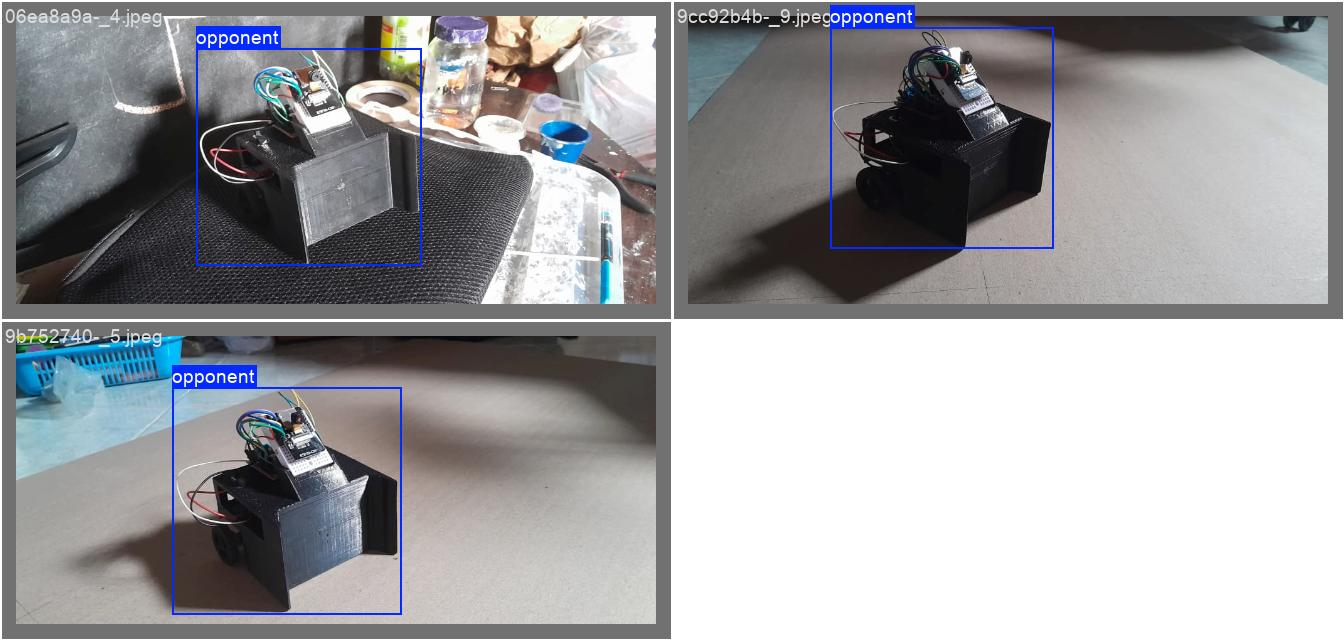 06ea8a9a-_4.jpeg
opponent
9cc92b4b-_9.jpeg
opponent
9b752740-_5.jpeg
opponent